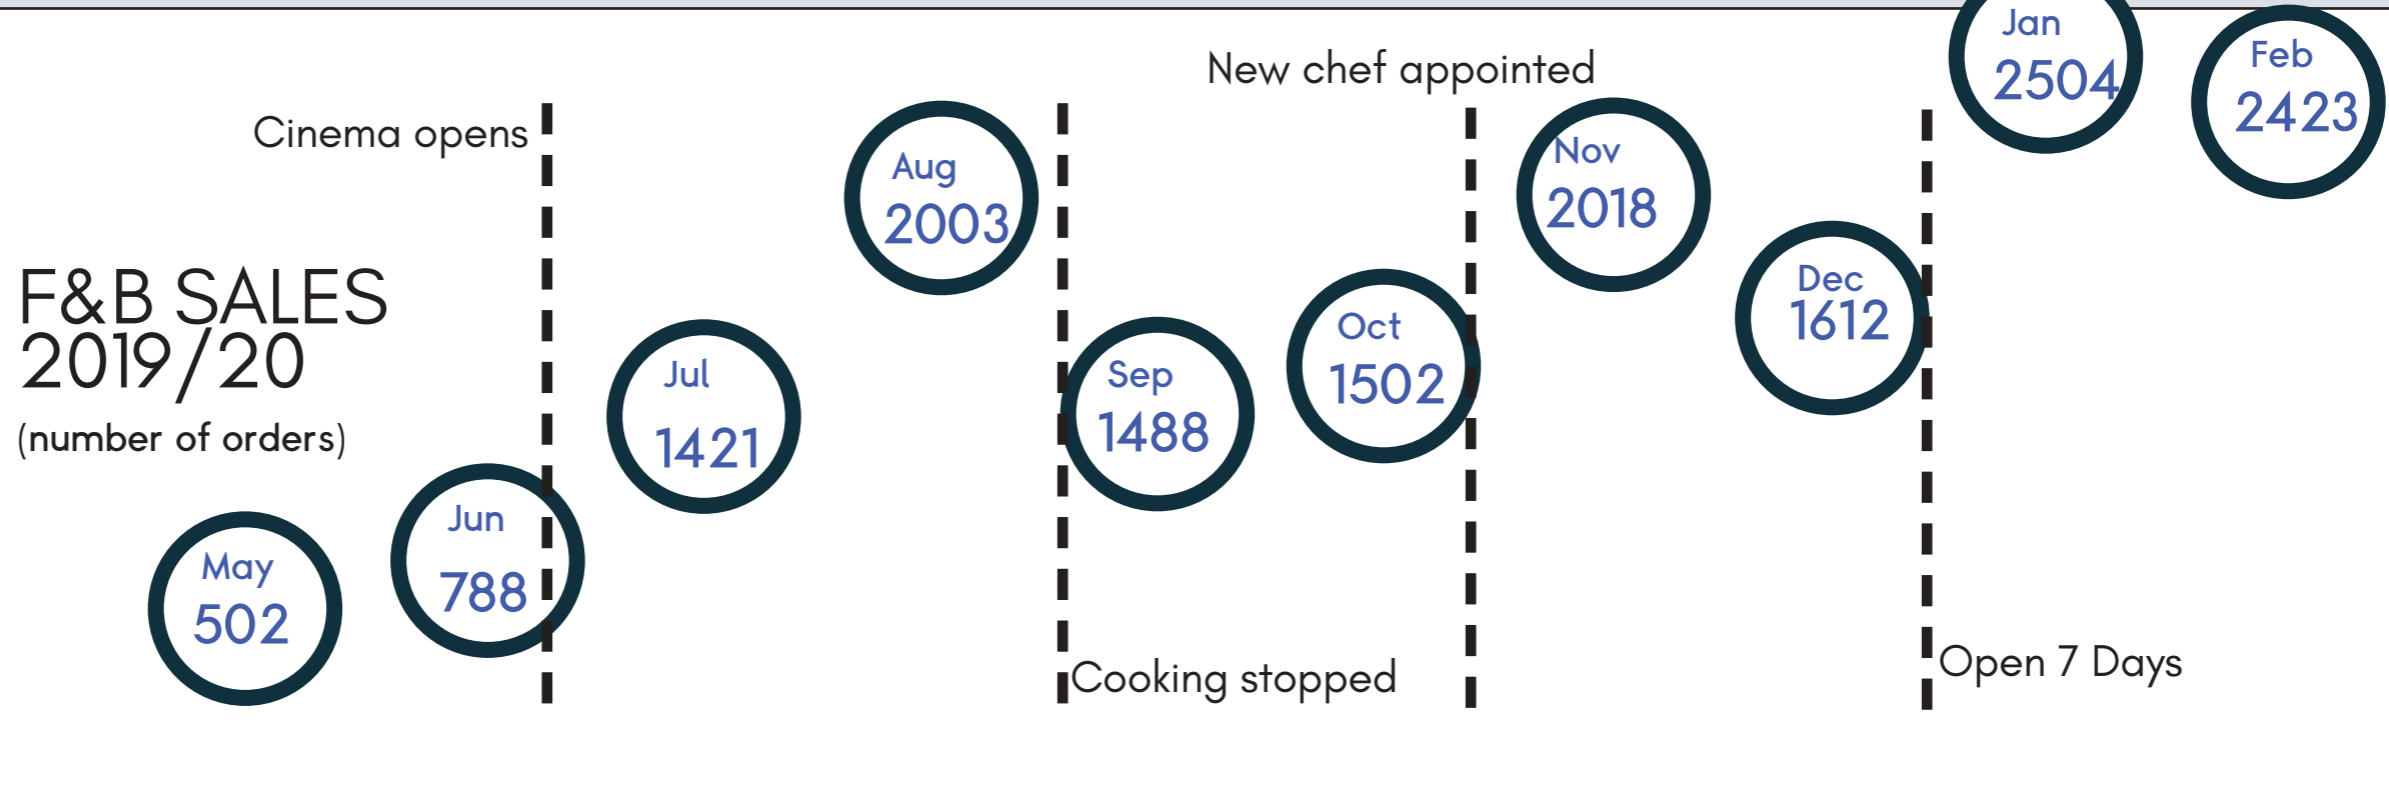 New chef appointed
Cinema opens
F&B SALES
2019/20
(number of orders)
May
502
Jun
788
Jul
1421
Aug
2003
Sep
1488
Oct
1502
Nov
2018
Dec
1612
Jan
2504
Feb
2423
Cooking stopped
Open 7 Days